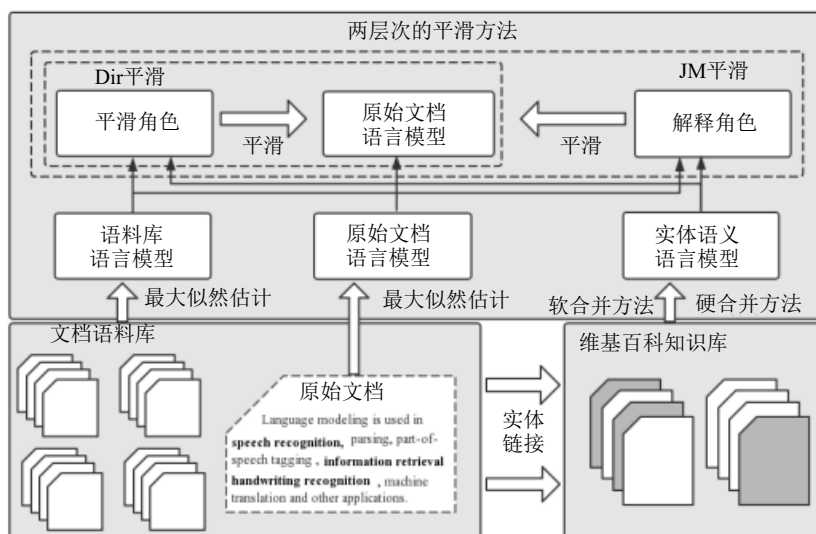 两层次的平滑方法
Dir平滑
JM平滑
平滑角色
平滑
原始文档
语言模型
平滑
解释角色
语料库
语言模型
原始文档
语言模型
实体语义
语言模型
最大似然估计
最大似然估计
软合并方法
硬合并方法
文档语料库
维基百科知识库
原始文档
Language modeling is used in
speech recognition, parsing, part-of-
speech tagging , information retrieval
handwriting recognition , machine
translation and other applications.
实体
链接